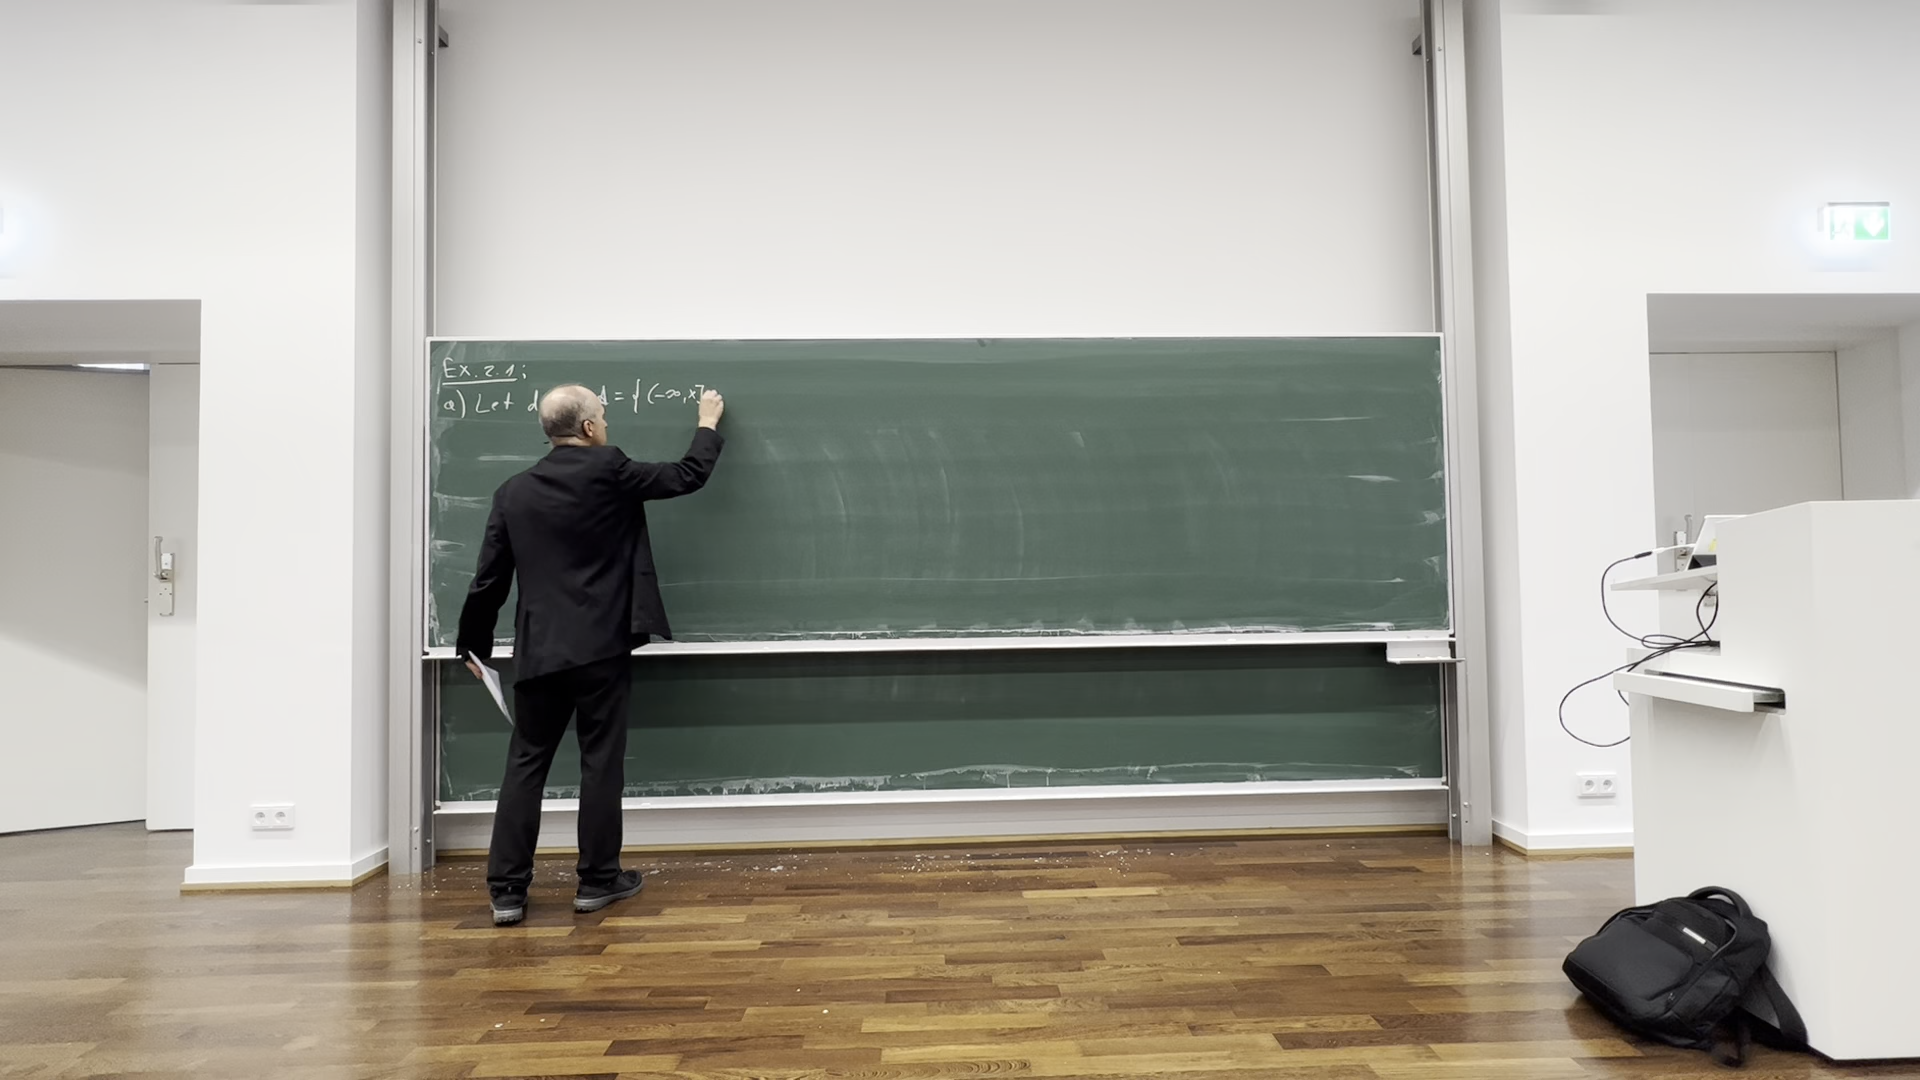 Ex. 2.1:
a) Let d = { (-∞, x]